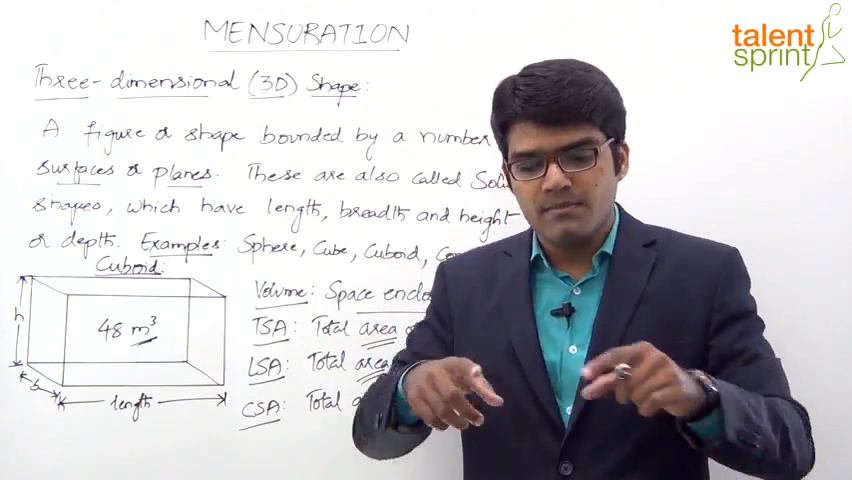 MENSURATION
talent
sprint
Three-dimensional (3D) Shape:
A figure or shape bounded by a number
surfaces or planes. These are also called
shapes, which have length, breadth and height
or depth. Examples: Sphere, Cube, Cuboid,
Cuboid:
Volume: Space
h
48 m³
TSA: Total area
LSA: Total area
b
length
CSA: Total